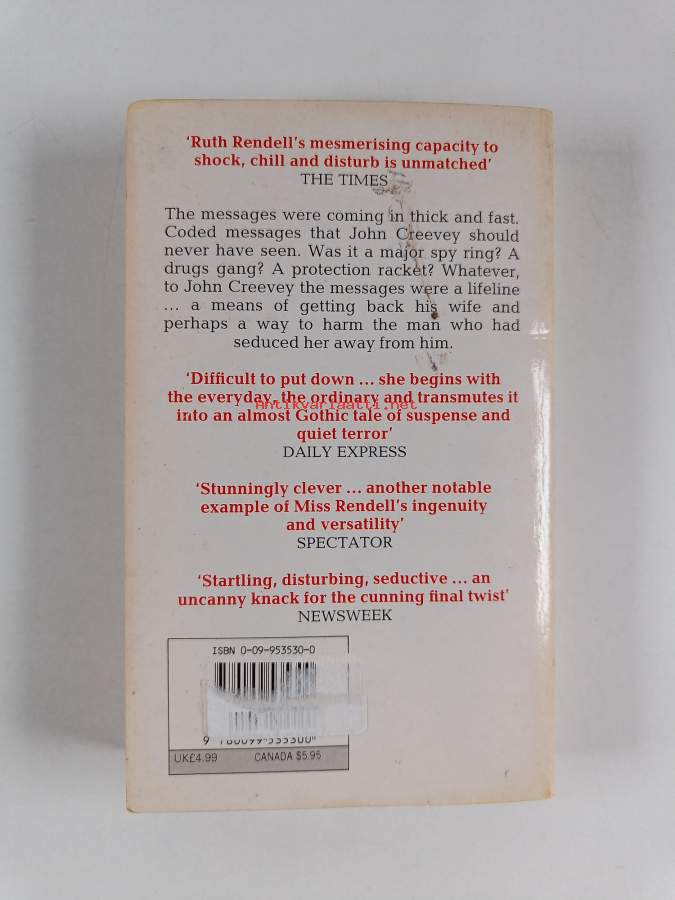 ‘Ruth Rendell’s mesmerising capacity to
shock, chill and disturb is unmatched’
THE TIMES
The messages were coming in thick and fast.
Coded messages that John Creevey should
never have seen. Was it a major spy ring? A
drugs gang? A protection racket? Whatever,
to John Creevey the messages were a lifeline
... a means of getting back his wife and
perhaps a way to harm the man who had
seduced her away from him.
‘Difficult to put down ... she begins with
the everyday, the ordinary and transmutes it
Antikvariaatti.net
into an almost Gothic tale of suspense and
quiet terror’
DAILY EXPRESS
‘Stunningly clever ... another notable
example of Miss Rendell’s ingenuity
and versatility’
SPECTATOR
‘Startling, disturbing, seductive ... an
uncanny knack for the cunning final twist’
NEWSWEEK
ISBN 0-09-953530-0
9 780099 535300
UK£4.99 CANADA $5.95